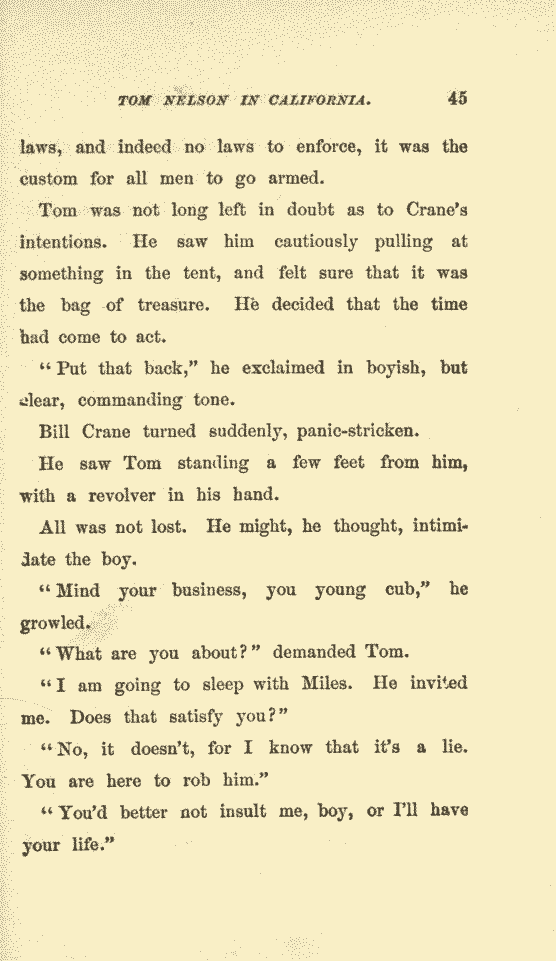 TOM NELSON IN CALIFORNIA. 45
laws, and indeed no laws to enforce, it was the
custom for all men to go armed.
Tom was not long left in doubt as to Crane's
intentions. He saw him cautiously pulling at
something in the tent, and felt sure that it was
the bag of treasure. He decided that the time
had come to act.
"Put that back," he exclaimed in boyish, but
clear, commanding tone.
Bill Crane turned suddenly, panic-stricken.
He saw Tom standing a few feet from him,
with a revolver in his hand.
All was not lost. He might, he thought, intimi-
date the boy.
"Mind your business, you young cub," he
growled.
"What are you about?" demanded Tom.
"I am going to sleep with Miles. He invited
me. Does that satisfy you?"
"No, it doesn't, for I know that it's a lie.
You are here to rob him."
"You'd better not insult me, boy, or I'll have
your life."